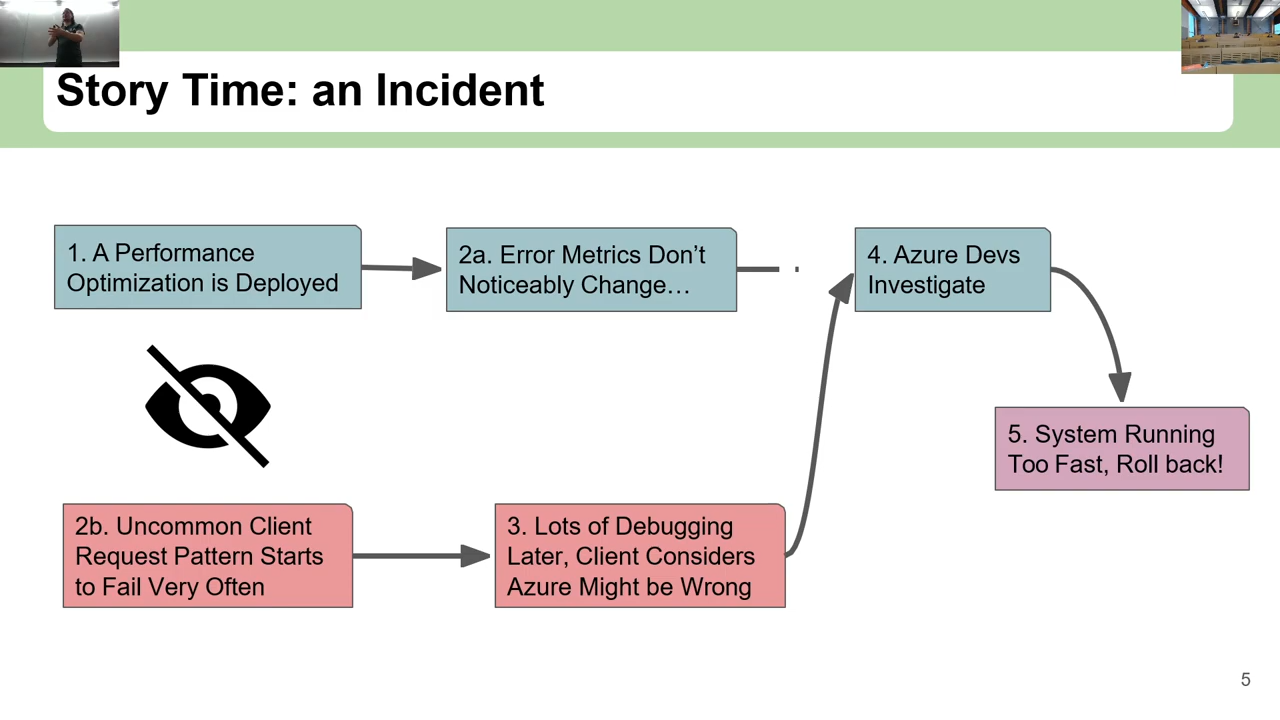 Story Time: an Incident
1. A Performance
Optimization is Deployed
2a. Error Metrics Don’t
Noticeably Change…
4. Azure Devs
Investigate
5. System Running
Too Fast, Roll back!
2b. Uncommon Client
Request Pattern Starts
to Fail Very Often
3. Lots of Debugging
Later, Client Considers
Azure Might be Wrong
5